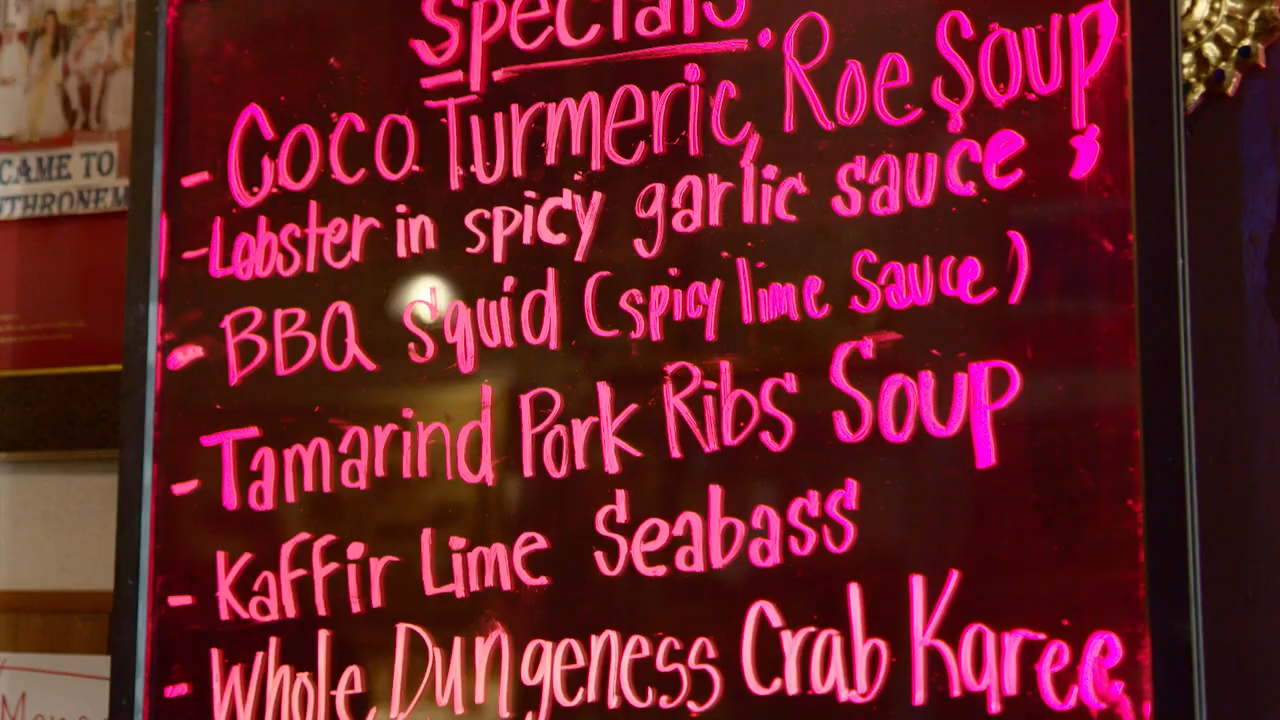 Specials.
- Coco Turmeric, Roe Soup
- Lobster in spicy garlic sauce
- BBQ Squid (spicy lime Sauce)
- Tamarind Pork Ribs Soup
- Kaffir Lime Seabass
- Whole Dungeness Crab Karee
CAME TO